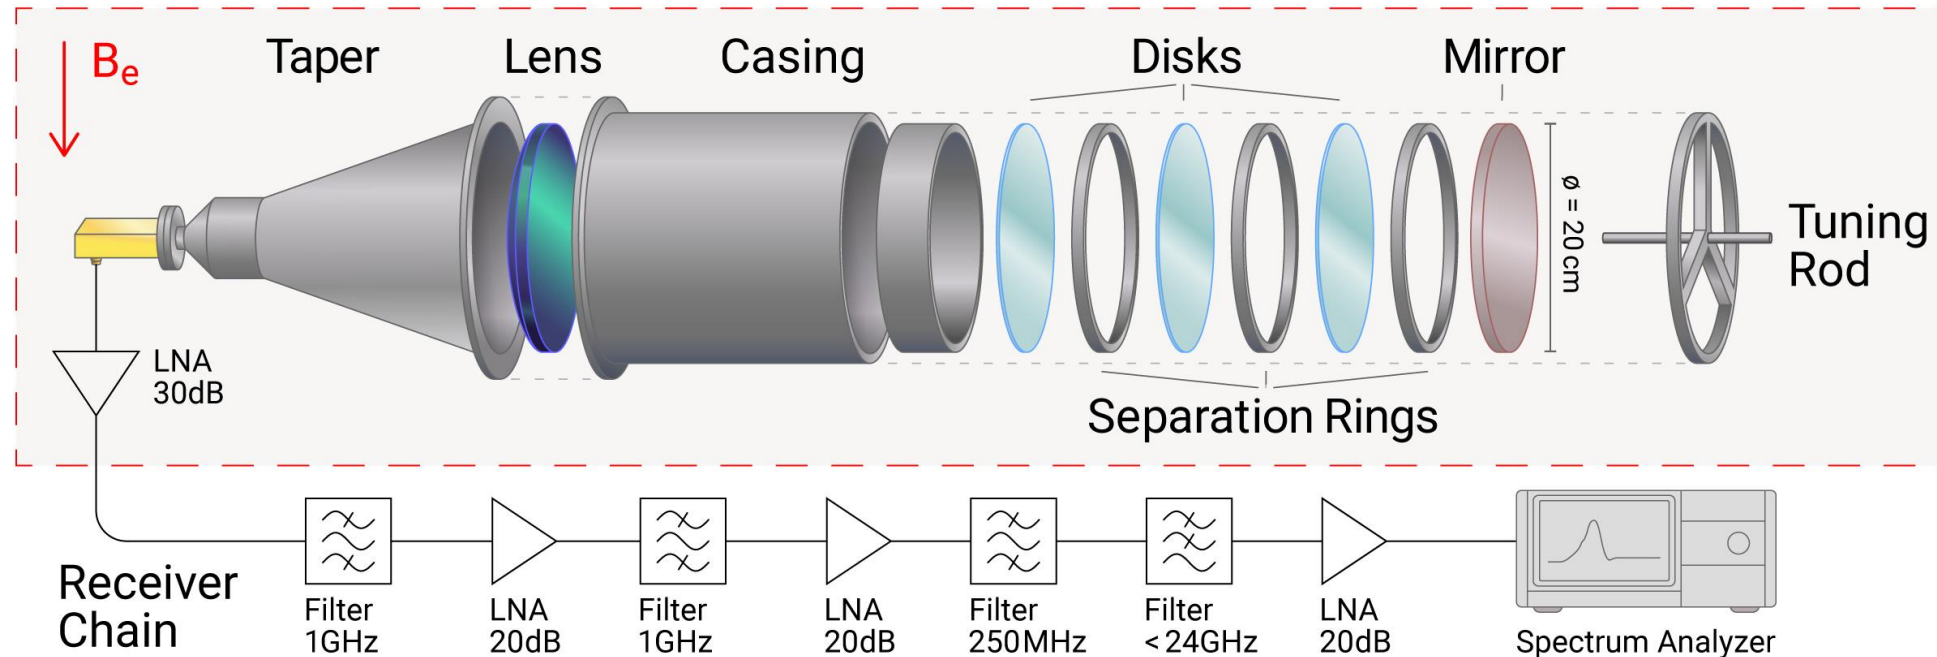 Taper
Lens
Casing
Disks
Mirror
Be
ø = 20 cm
Tuning
Rod
LNA
30dB
Separation Rings
Receiver
Chain
Filter
1GHz
LNA
20dB
Filter
1GHz
LNA
20dB
Filter
250MHz
Filter
<24GHz
LNA
20dB
Spectrum Analyzer